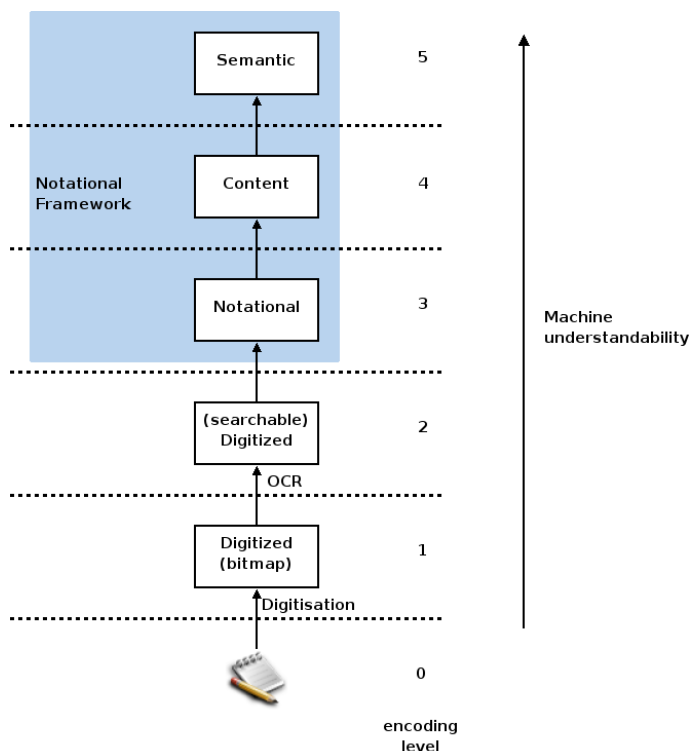 Semantic
5
Notational
Framework
Content
4
Notational
3
Machine
understandability
(searchable)
Digitized
2
OCR
Digitized
(bitmap)
1
Digitisation
0
encoding
level